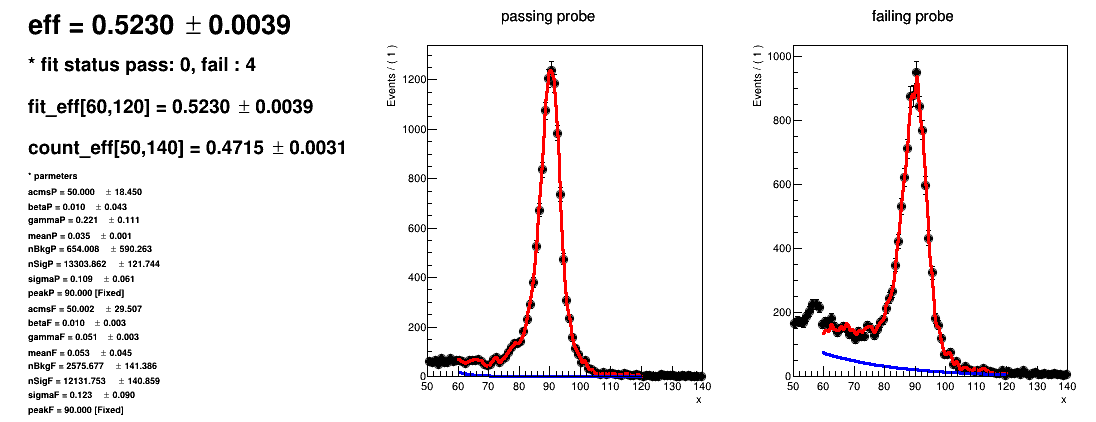 eff = 0.5230 ± 0.0039
* fit status pass: 0, fail : 4
fit_eff[60,120] = 0.5230 ± 0.0039
count_eff[50,140] = 0.4715 ± 0.0031
* parmeters
acmsP = 50.000 ± 18.450
betaP = 0.010 ± 0.043
gammaP = 0.221 ± 0.111
meanP = 0.035 ± 0.001
nBkgP = 654.008 ± 590.263
nSigP = 13303.862 ± 121.744
sigmaP = 0.109 ± 0.061
peakP = 90.000 [Fixed]
acmsF = 50.002 ± 29.507
betaF = 0.010 ± 0.003
gammaF = 0.051 ± 0.003
meanF = 0.053 ± 0.045
nBkgF = 2575.677 ± 141.386
nSigF = 12131.753 ± 140.859
sigmaF = 0.123 ± 0.090
peakF = 90.000 [Fixed]
passing probe
Events / ( 1 )
1200
1000
800
600
400
200
0
50 60 70 80 90 100 110 120 130 140
x
failing probe
Events / ( 1 )
1000
800
600
400
200
0
50 60 70 80 90 100 110 120 130 140
x